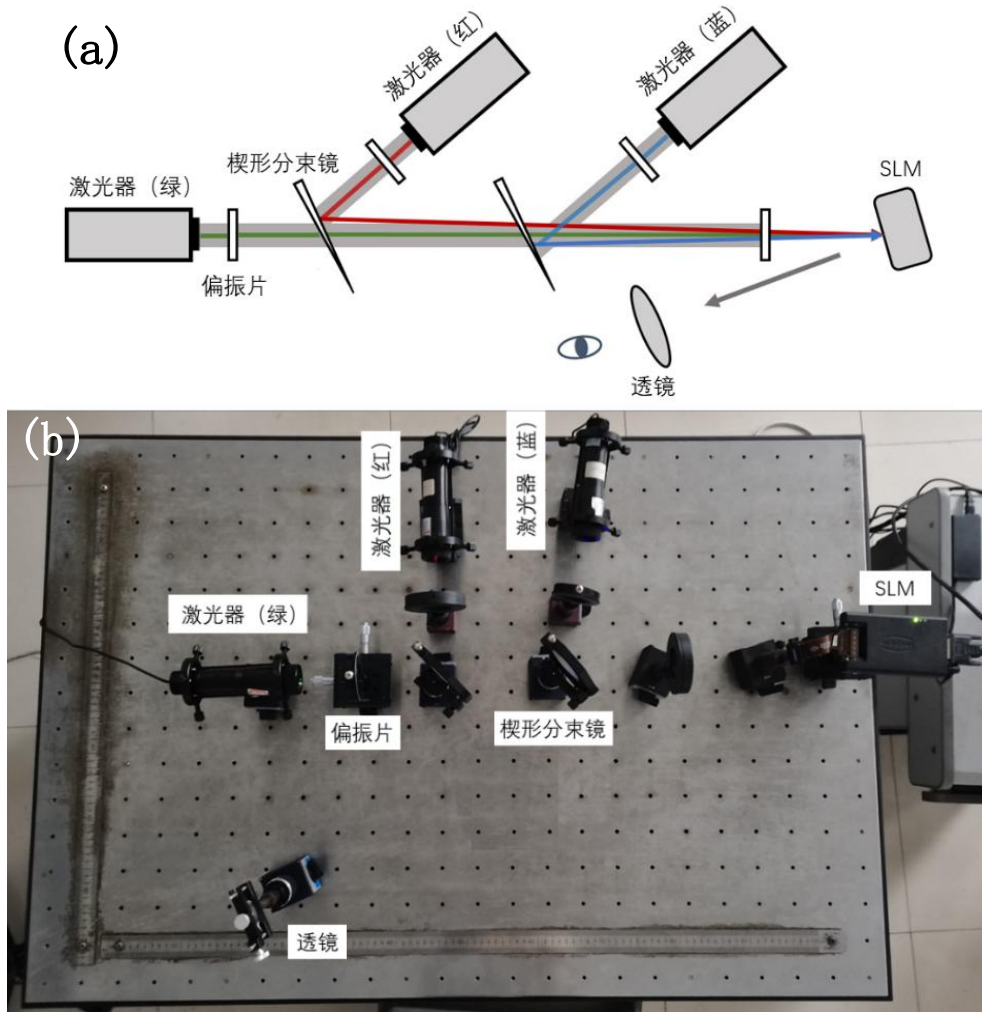 (a)
激光器（红）
激光器（蓝）
楔形分束镜
激光器（绿）
SLM
偏振片
透镜
(b)
激光器（红）
激光器（蓝）
SLM
激光器（绿）
偏振片
楔形分束镜
透镜